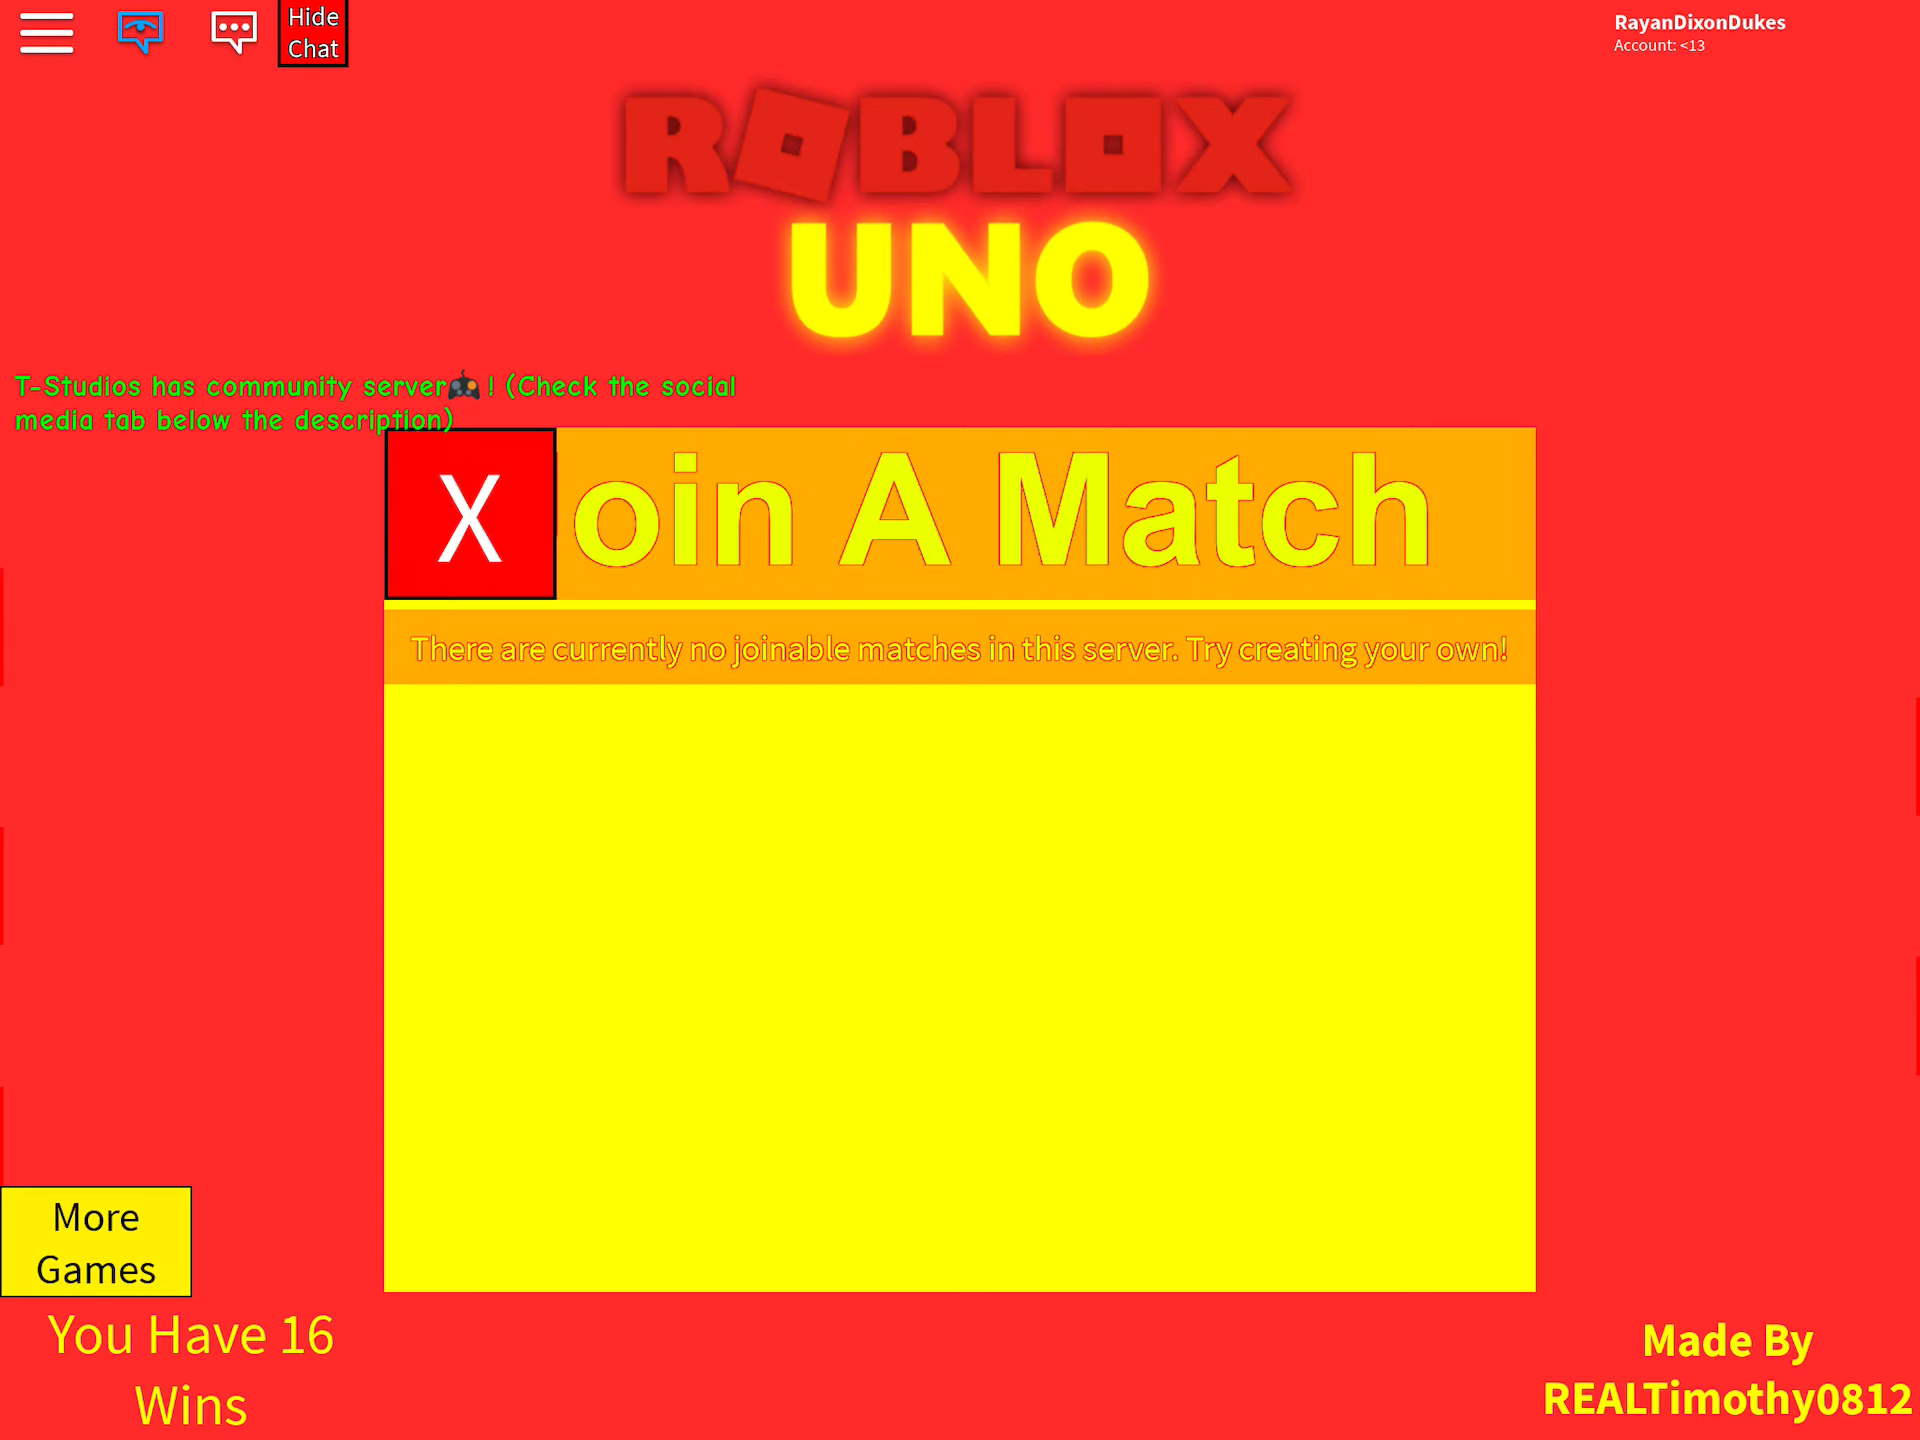 Hide
Chat
RayanDixonDukes
Account: <13
ROBLOX
UNO
T-Studios has community server🎮! (Check the social
media tab below the description)
X
oin A Match
There are currently no joinable matches in this server. Try creating your own!
More
Games
You Have 16
Wins
Made By
REALTimothy0812